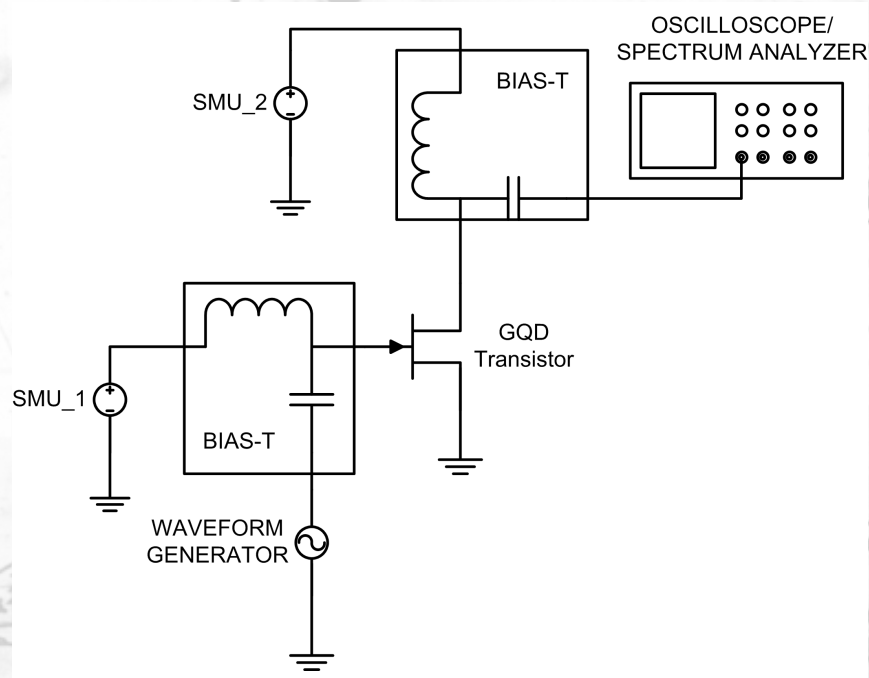 OSCILLOSCOPE/
SPECTRUM ANALYZER
BIAS-T
SMU_2
+
-
GQD
Transistor
SMU_1
+
-
BIAS-T
WAVEFORM
GENERATOR